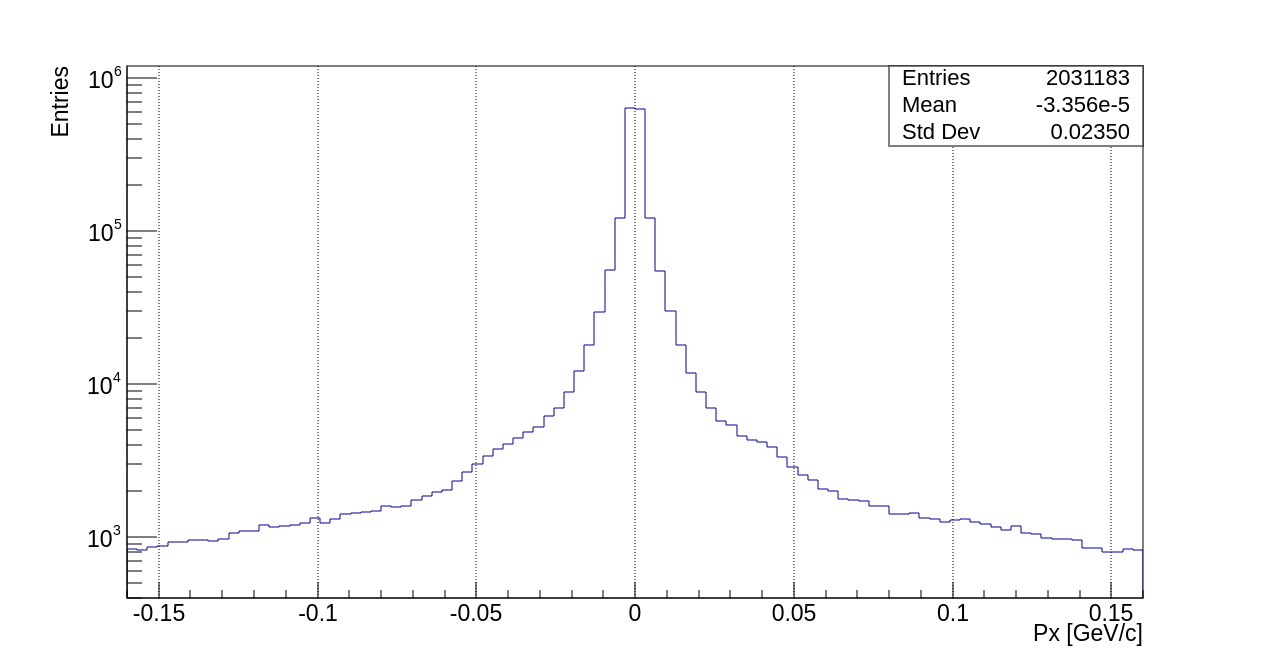 Entries
Entries 2031183
Mean -3.356e-5
Std Dev 0.02350
10^6
10^5
10^4
10^3
-0.15 -0.1 -0.05 0 0.05 0.1 0.15
Px [GeV/c]